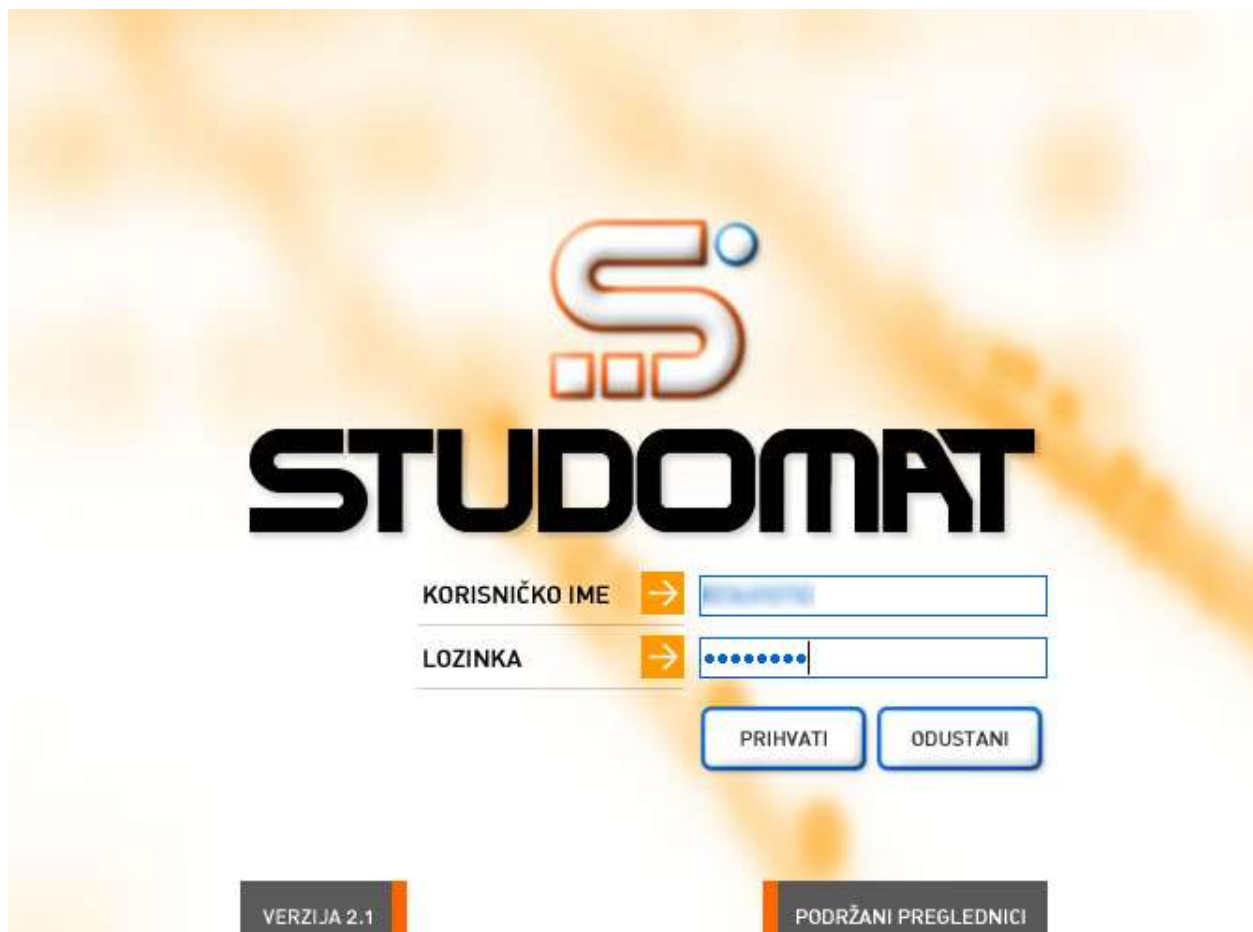 STUDOMAT
KORISNIČKO IME
LOZINKA
PRIHVATI ODUSTANI
VERZIJA 2.1 PODRŽANI PREGLEDNICI